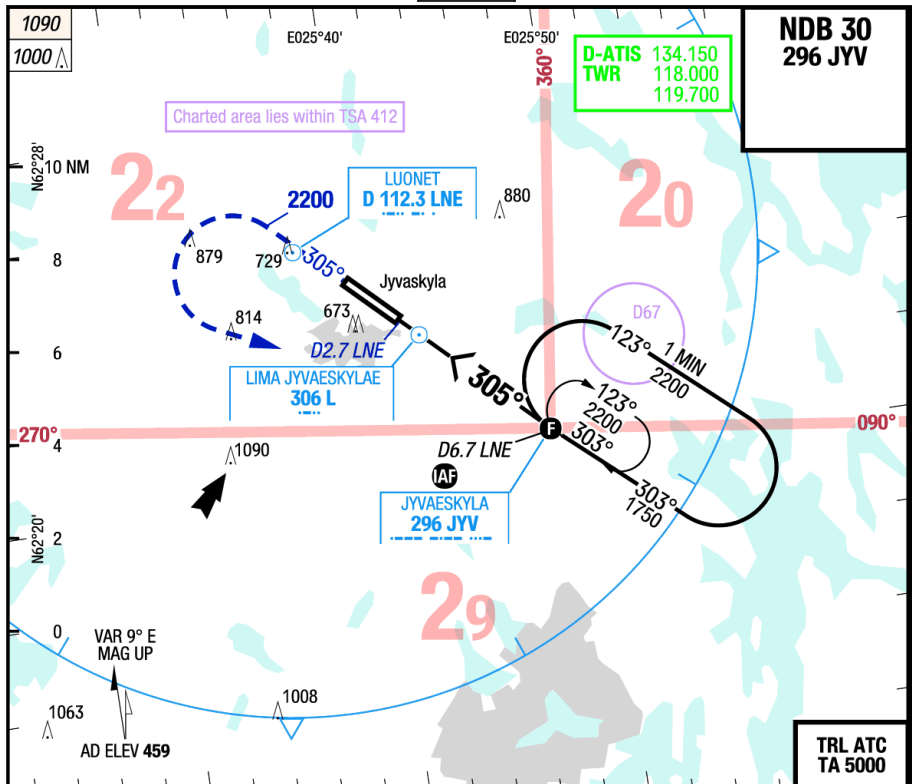 1090
1000
E025°40'
E025°50'
NDB 30
296 JYV
D-ATIS 134.150
TWR 118.000
119.700
360°
Charted area lies within TSA 412
N62°28'
10 NM
22
20
LUONET
D 112.3 LNE
2200
880
879
729
305°
8
Jyvaskyla
D67
814
673
D2.7 LNE
123°
1 MIN
2200
6
LIMA JYVAESKYLAE
306 L
305°
123°
2200
270°
090°
F
303°
4
D6.7 LNE
1090
IAF
303°
1750
JYVAESKYLA
296 JYV
N62°20'
2
29
0
VAR 9° E
MAG UP
1008
1063
AD ELEV 459
TRL ATC
TA 5000